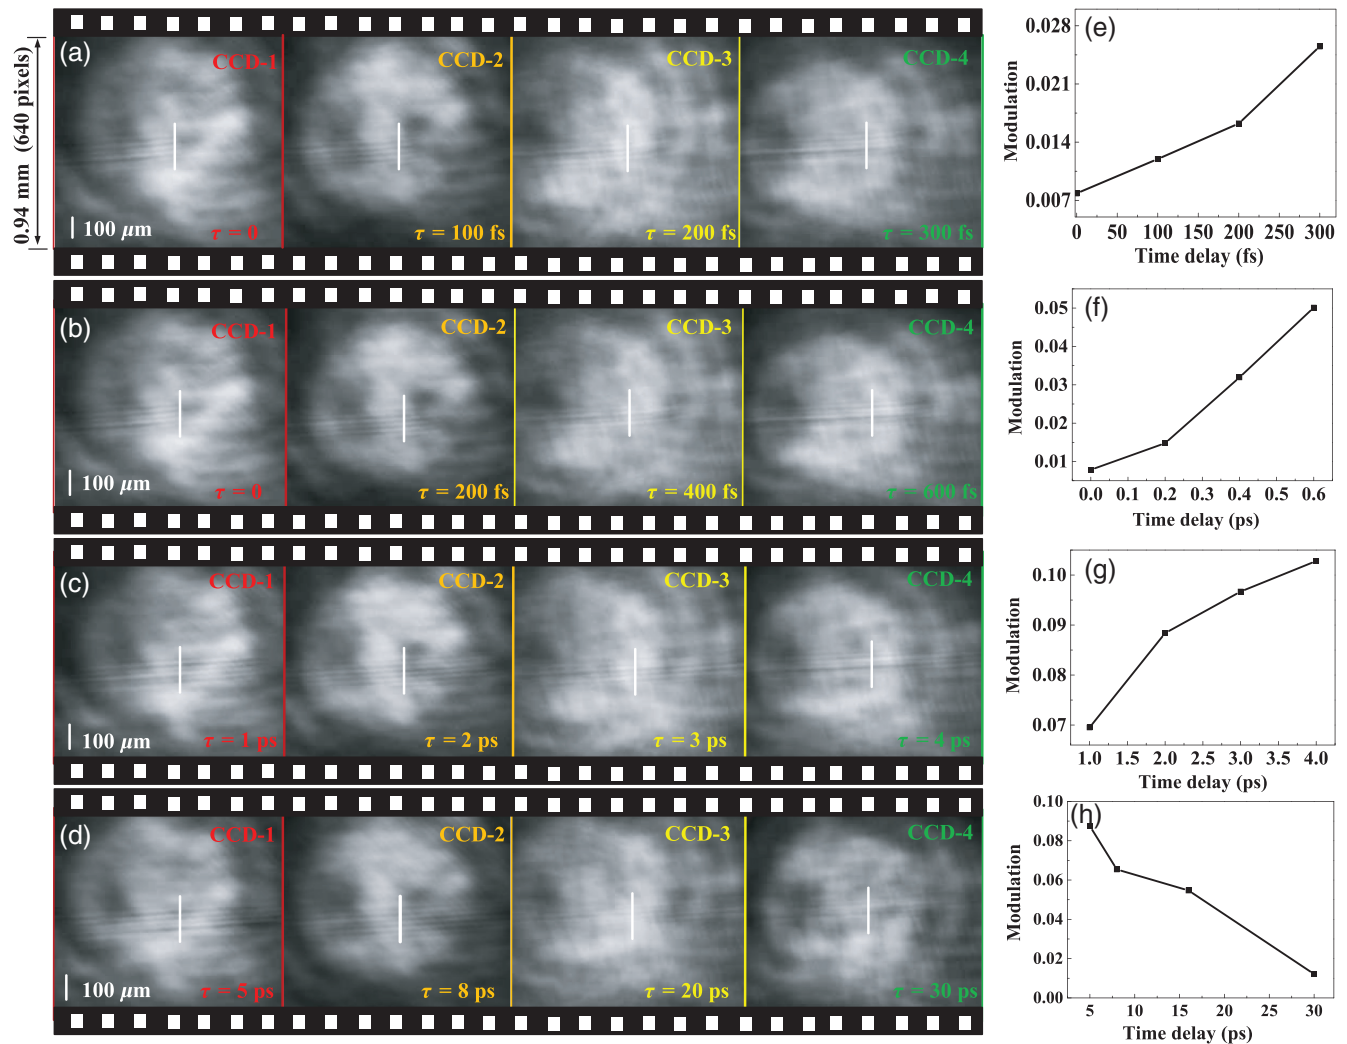 0.94 mm (640 pixels)
(a)
CCD-1
CCD-2
CCD-3
CCD-4
100 μm
τ = 0
τ = 100 fs
τ = 200 fs
τ = 300 fs
(b)
CCD-1
CCD-2
CCD-3
CCD-4
100 μm
τ = 0
τ = 200 fs
τ = 400 fs
τ = 600 fs
(c)
CCD-1
CCD-2
CCD-3
CCD-4
100 μm
τ = 1 ps
τ = 2 ps
τ = 3 ps
τ = 4 ps
(d)
CCD-1
CCD-2
CCD-3
CCD-4
100 μm
τ = 5 ps
τ = 8 ps
τ = 20 ps
τ = 30 ps
(e)
Modulation
0.028
0.021
0.014
0.007
0 50 100 150 200 250 300
Time delay (fs)
(f)
Modulation
0.05
0.04
0.03
0.02
0.01
0.0 0.1 0.2 0.3 0.4 0.5 0.6
Time delay (ps)
(g)
Modulation
0.10
0.09
0.08
0.07
1.0 1.5 2.0 2.5 3.0 3.5 4.0
Time delay (ps)
(h)
Modulation
0.10
0.08
0.06
0.04
0.02
0.00
5 10 15 20 25 30
Time delay (ps)